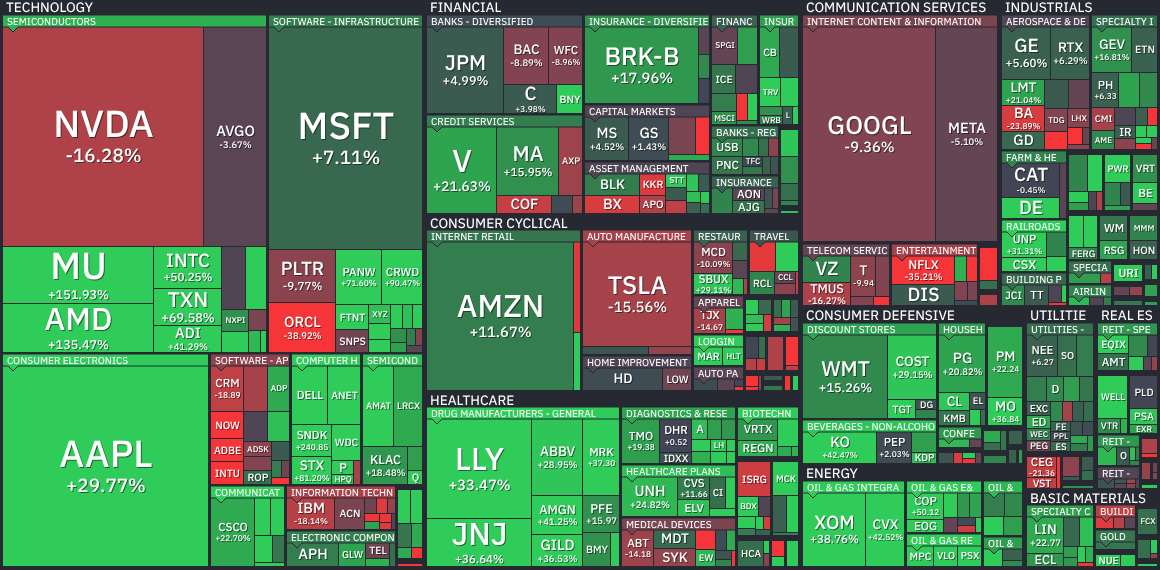 TECHNOLOGY
SEMICONDUCTORS
NVDA
-16.28%
AVGO
-3.67%
MU
+151.93%
AMD
+135.47%
INTC
+50.25%
TXN
+69.58%
ADI
+41.29%
NXPI
SOFTWARE - INFRASTRUCTURE
MSFT
+7.11%
PLTR
-9.77%
ORCL
-38.92%
PANW
+71.60%
CRWD
+90.47%
FTNT
XYZ
SNPS
CONSUMER ELECTRONICS
AAPL
+29.77%
SOFTWARE - AP
CRM
-18.89
ADP
NOW
ADBE
ADSK
INTU
ROP
COMPUTER H
DELL
ANET
SNDK
+240.85
WDC
STX
+81.20%
P
HPQ
SEMICOND
AMAT
LRCX
KLAC
+18.48%
Q
COMMUNICAT
CSCO
+22.70%
INFORMATION TECHN
IBM
-18.14%
ACN
ELECTRONIC COMPON
APH
GLW
TEL
FINANCIAL
BANKS - DIVERSIFIED
JPM
+4.99%
BAC
-8.89%
WFC
-8.96%
C
+3.98%
BNY
CREDIT SERVICES
V
+21.63%
MA
+15.95%
AXP
COF
INSURANCE - DIVERSIFIE
BRK-B
+17.96%
CAPITAL MARKETS
MS
+4.52%
GS
+1.43%
ASSET MANAGEMENT
BLK
KKR
STT
BX
APO
FINANC
SPGI
ICE
MSCI
INSUR
CB
TRV
WRB
L
BANKS - REG
USB
PNC
TFC
INSURANCE
AON
AJG
CONSUMER CYCLICAL
INTERNET RETAIL
AMZN
+11.67%
AUTO MANUFACTURE
TSLA
-15.56%
HOME IMPROVEMENT
HD
LOW
RESTAUR
MCD
-10.09%
SBUX
+29.11%
TRAVEL
RCL
CCL
APPAREL
TJX
-14.67
LODGIN
MAR
HLT
AUTO PA
HEALTHCARE
DRUG MANUFACTURERS - GENERAL
LLY
+33.47%
JNJ
+36.64%
ABBV
+28.95%
MRK
+37.30
AMGN
+41.25%
PFE
+15.97
GILD
+36.53%
BMY
DIAGNOSTICS & RESE
TMO
+19.38
DHR
+0.52
IDXX
A
LH
HEALTHCARE PLANS
UNH
+24.82%
CVS
+11.66
CI
ELV
MEDICAL DEVICES
ABT
-14.18
MDT
SYK
EW
BIOTECHN
VRTX
REGN
ISRG
MCK
BDX
HCA
COMMUNICATION SERVICES
INTERNET CONTENT & INFORMATION
GOOGL
-9.36%
META
-5.10%
TELECOM SERVIC
VZ
T
-9.94
TMUS
-16.27%
ENTERTAINMENT
NFLX
-35.21%
DIS
INDUSTRIALS
AEROSPACE & DE
GE
+5.60%
RTX
+6.29%
LMT
+21.04%
BA
-23.89%
TDG
LHX
GD
SPECIALTY I
GEV
+16.81%
ETN
PH
+6.33
EMR
CMI
IR
AME
FARM & HE
CAT
-0.45%
DE
PWR
VRT
BE
RAILROADS
UNP
+31.31%
CSX
FERG
WM
MMM
RSG
HON
BUILDING P
JCI
TT
SPECIA
URI
AIRLIN
CONSUMER DEFENSIVE
DISCOUNT STORES
WMT
+15.26%
COST
+29.15%
TGT
DG
HOUSEH
PG
+20.82%
CL
EL
KMB
PM
+22.24
MO
+36.84
BEVERAGES - NON-ALCOHO
KO
+42.47%
PEP
+2.03%
KDP
CONFE
UTILITIE
UTILITIES -
NEE
+6.27
SO
D
EXC
ED
FE
WEC
PPL
PEG
ES
CEG
-21.36
VST
REAL ES
REIT - SPE
EQIX
AMT
WELL
PLD
VTR
PSA
EXR
REIT -
O
REIT -
ENERGY
OIL & GAS INTEGRA
XOM
+38.76%
CVX
+42.52%
OIL & GAS E&
COP
+50.12
EOG
OIL & GAS RE
MPC
VLO
PSX
OIL &
OIL &
BASIC MATERIALS
SPECIALTY C
LIN
+22.77
ECL
BUILDI
FCI
GOLD
NUE